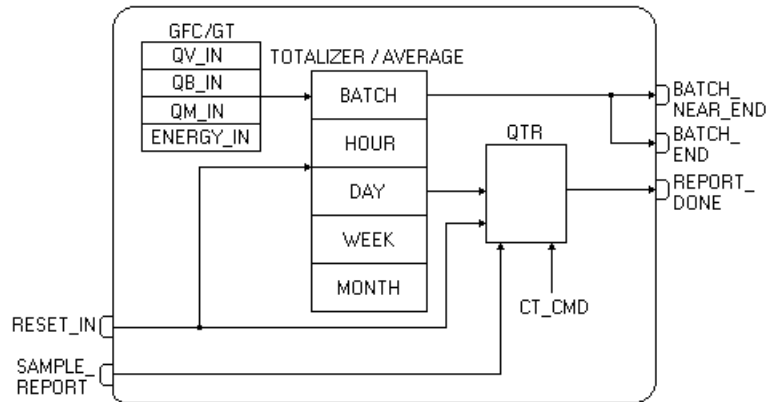 GFC/GT
QV_IN
QB_IN
QM_IN
ENERGY_IN
TOTALIZER / AVERAGE
BATCH
HOUR
DAY
WEEK
MONTH
QTR
CT_CMD
BATCH_
NEAR_END
BATCH_
END
REPORT_
DONE
RESET_IN
SAMPLE_
REPORT